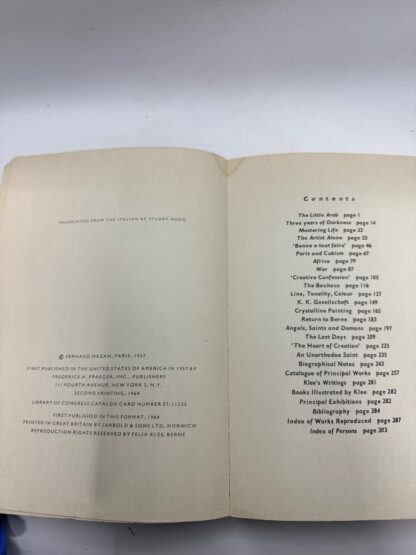 TRANSLATED FROM THE ITALIAN BY STUART HOOD
© FERNAND HAZAN, PARIS, 1957
FIRST PUBLISHED IN THE UNITED STATES OF AMERICA IN 1957 BY
FREDERICK A. PRAEGER, INC., PUBLISHERS
FOURTH AVENUE, NEW YORK 3, N.Y.
SECOND PRINTING, 1964
LIBRARY OF CONGRESS CATALOG CARD NUMBER 57-11232
FIRST PUBLISHED IN THIS FORMAT, 1964
PRINTED IN GREAT BRITAIN BY JARROLD & SONS LTD, NORWICH
REPRODUCTION RIGHTS RESERVED BY FELIX KLEE, BERNE
Contents
The Little Arab page 1
Three years of Darkness page 14
Mastering Life page 22
The Artist Alone page 33
'Bonne a tout faire' page 46
Paris and Cubism page 67
Africa page 79
War page 87
'Creative Confession' page 105
The Bauhaus page 116
Line, Tonality, Colour page 127
K. K. Gesellschaft page 149
Crystalline Painting page 165
Return to Berne page 183
Angels, Saints and Demons page 197
The Last Days page 209
'The Heart of Creation' page 225
An Unorthodox Saint page 235
Biographical Notes page 243
Catalogue of Principal Works page 257
Klee's Writings page 281
Books Illustrated by Klee page 282
Principal Exhibitions page 282
Bibliography page 284
Index of Works Reproduced page 287
Index of Persons page 303